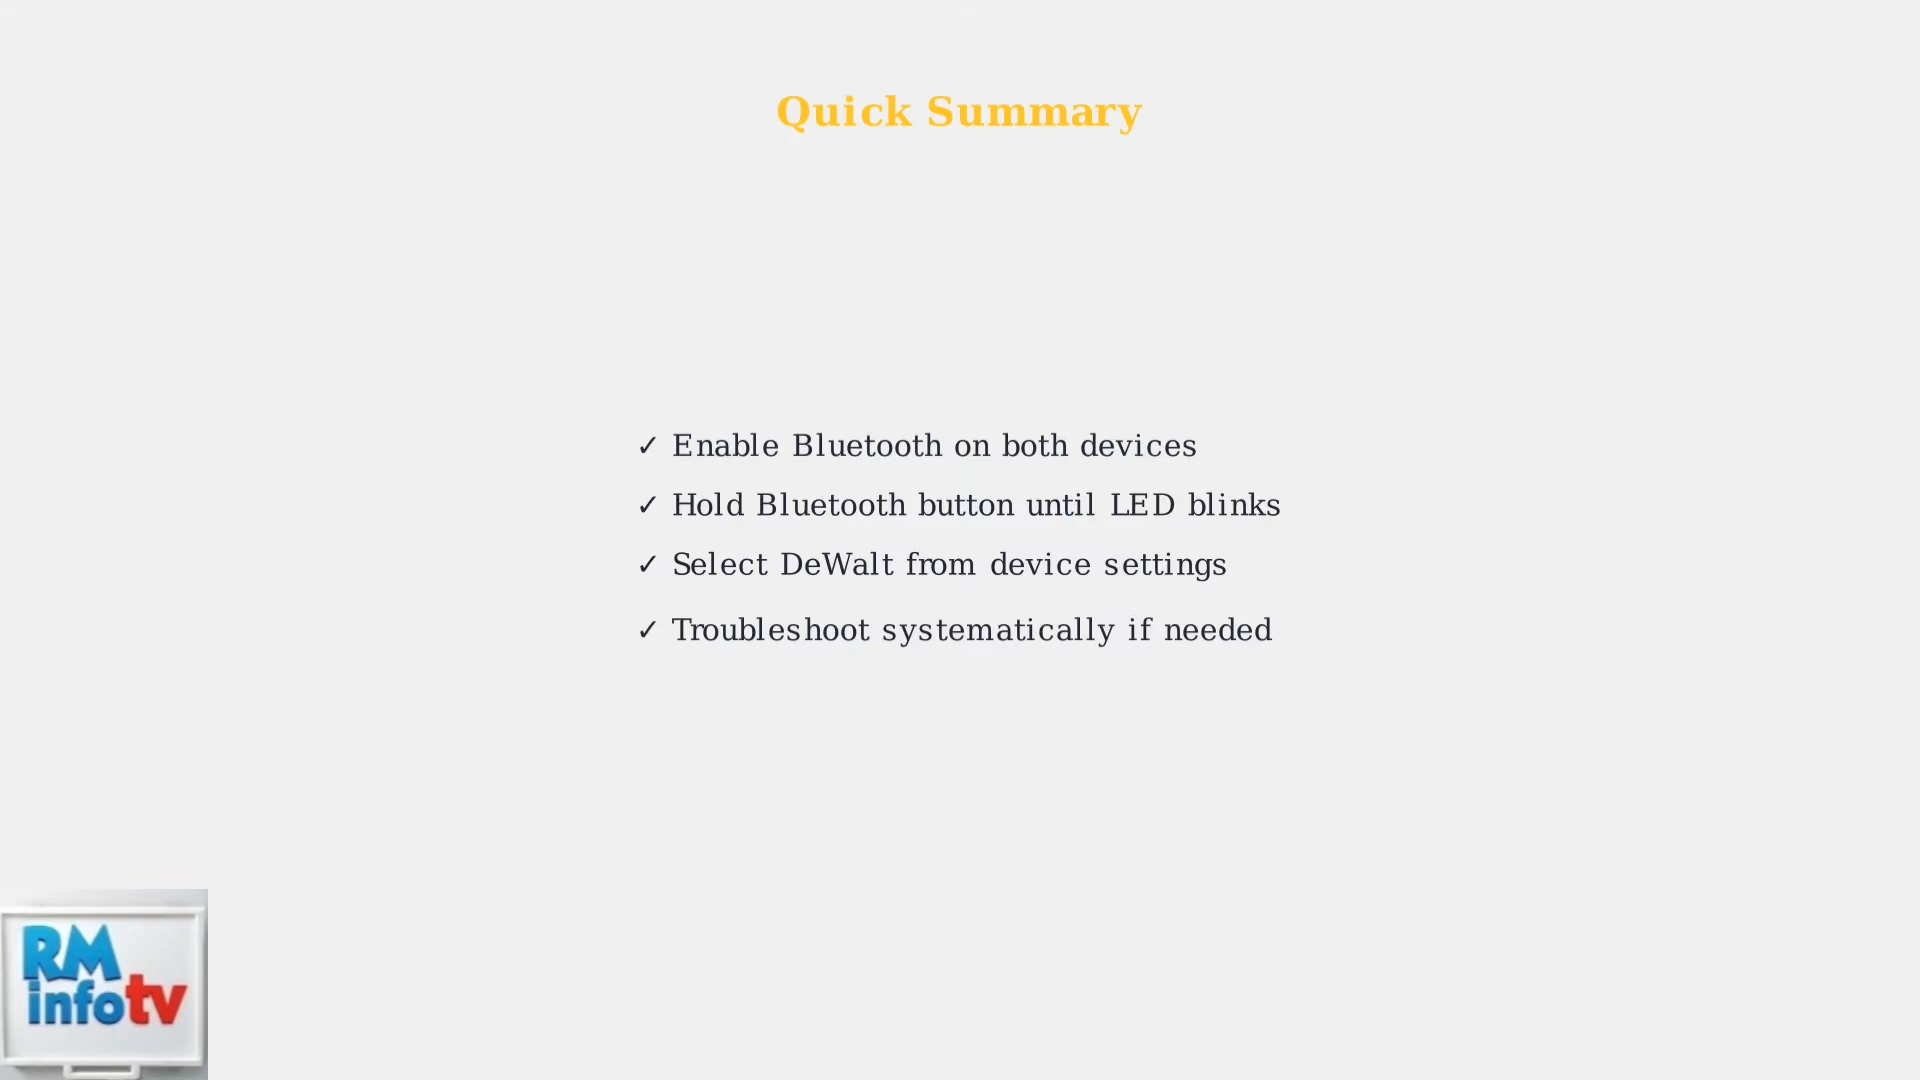 Quick Summary
✓ Enable Bluetooth on both devices
✓ Hold Bluetooth button until LED blinks
✓ Select DeWalt from device settings
✓ Troubleshoot systematically if needed
RM
infotv